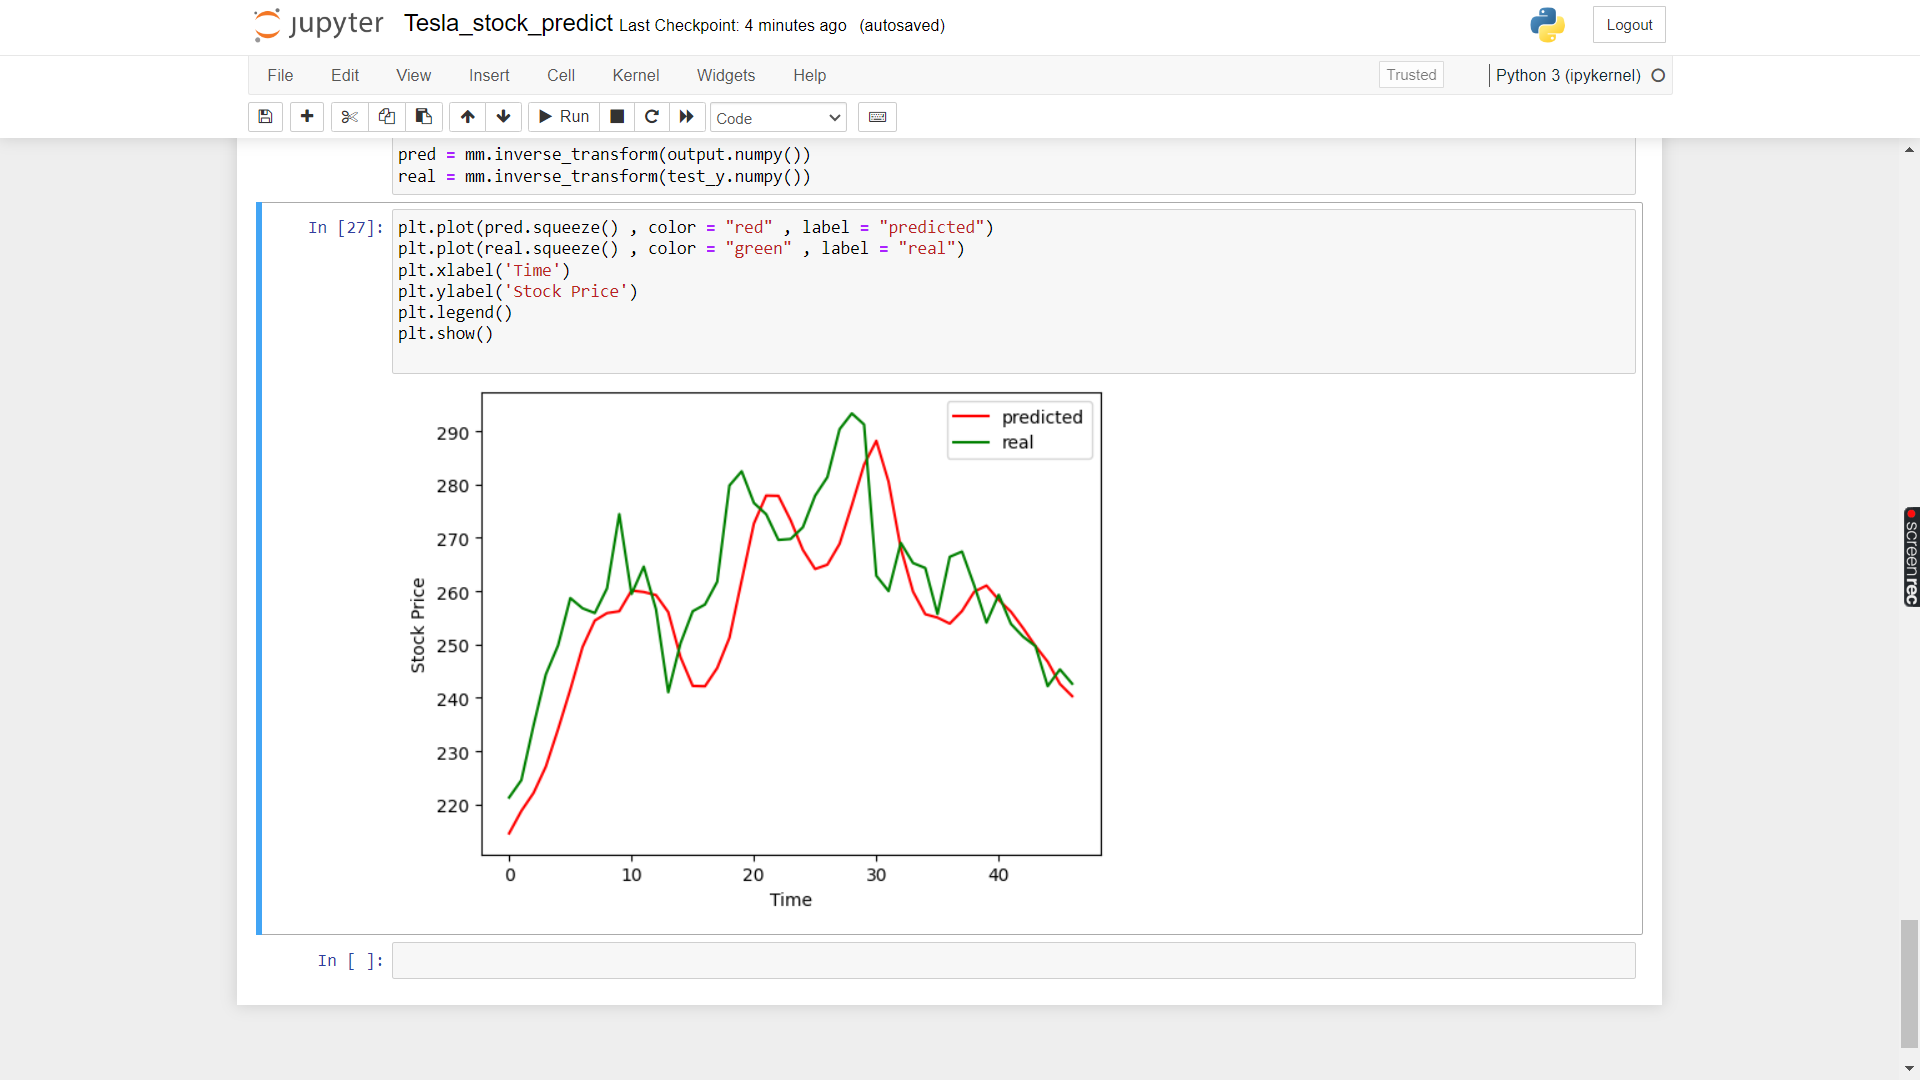 jupyter Tesla_stock_predict Last Checkpoint: 4 minutes ago (autosaved) Logout
File Edit View Insert Cell Kernel Widgets Help Trusted Python 3 (ipykernel)
Run Code
pred = mm.inverse_transform(output.numpy())
real = mm.inverse_transform(test_y.numpy())
In [27]: plt.plot(pred.squeeze() , color = "red" , label = "predicted")
plt.plot(real.squeeze() , color = "green" , label = "real")
plt.xlabel('Time')
plt.ylabel('Stock Price')
plt.legend()
plt.show()
predicted
real
290
280
270
260
250
240
230
220
Stock Price
0 10 20 30 40
Time
In [ ]:
screenrec